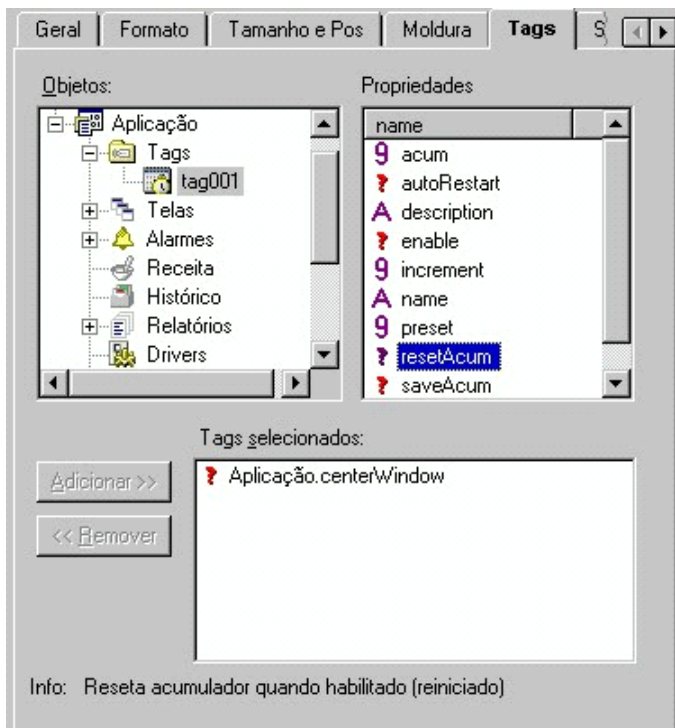 Geral Formato Tamanho e Pos Moldura Tags S
Objetos:
Aplicação
Tags
tag001
Telas
Alarmes
Receita
Histórico
Relatórios
Drivers
Propriedades
name
acum
autoRestart
description
enable
increment
name
preset
resetAcum
saveAcum
Tags selecionados:
Adicionar >>
<< Remover
Aplicação.centerWindow
Info: Reseta acumulador quando habilitado (reiniciado)